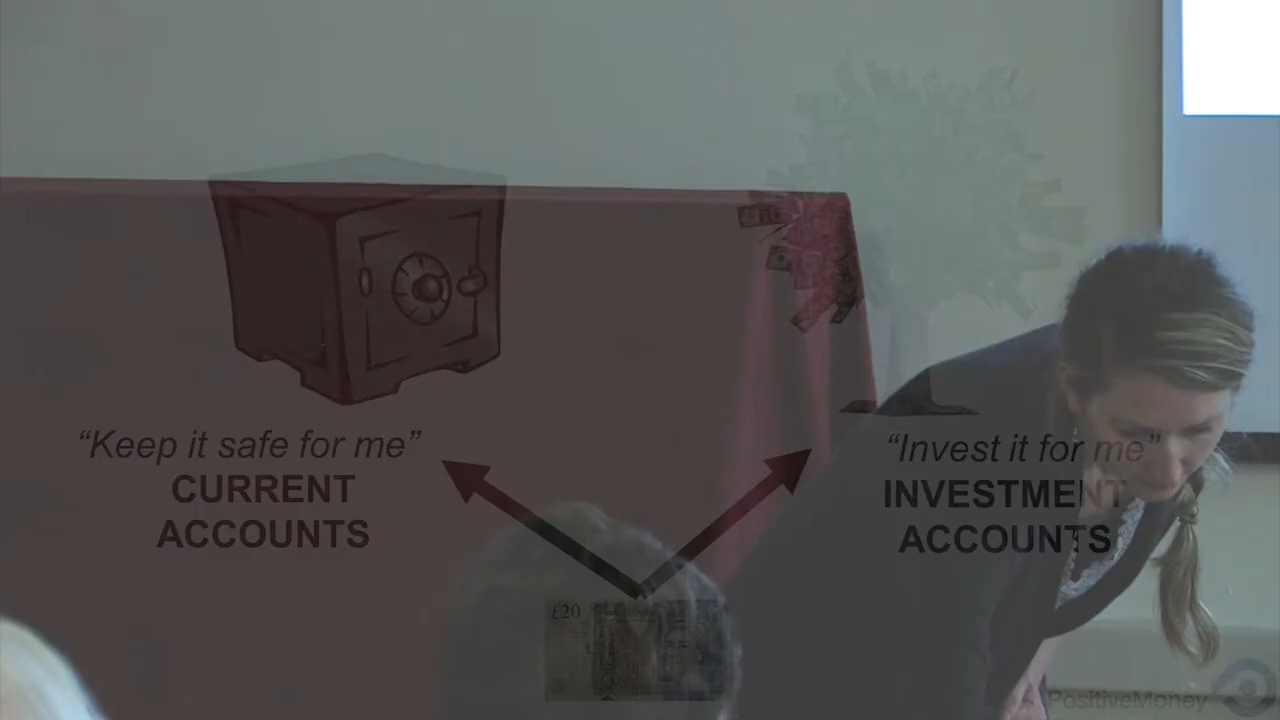 “Keep it safe for me”
CURRENT
ACCOUNTS
“Invest it for me”
INVESTMENT
ACCOUNTS
£20
PositiveMoney